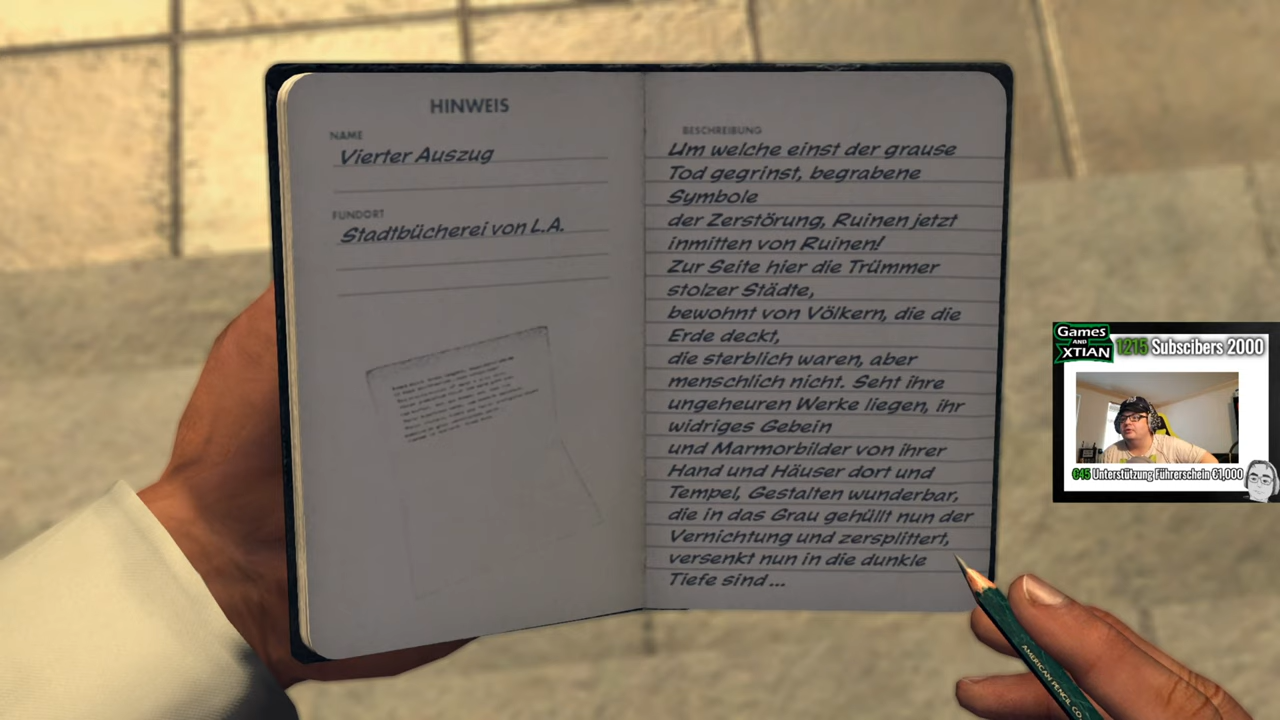 HINWEIS
NAME
Vierter Auszug
FUNDORT
Stadtbücherei von L.A.
BESCHREIBUNG
Um welche einst der grause
Tod gegrinst, begrabene
Symbole
der Zerstörung, Ruinen jetzt
inmitten von Ruinen!
Zur Seite hier die Trümmer
stolzer Städte,
bewohnt von Völkern, die die
Erde deckt,
die sterblich waren, aber
menschlich nicht. Seht ihre
ungeheuren Werke liegen, ihr
widriges Gebein
und Marmorbilder von ihrer
Hand und Häuser dort und
Tempel, Gestalten wunderbar,
die in das Grau gehüllt nun der
Vernichtung und zersplittert,
versenkt nun in die dunkle
Tiefe sind...
Games
AND
XTIAN
1215 Subscibers 2000
€45 Unterstützung Führerschein €1,000
AMERICAN PENCIL CO.